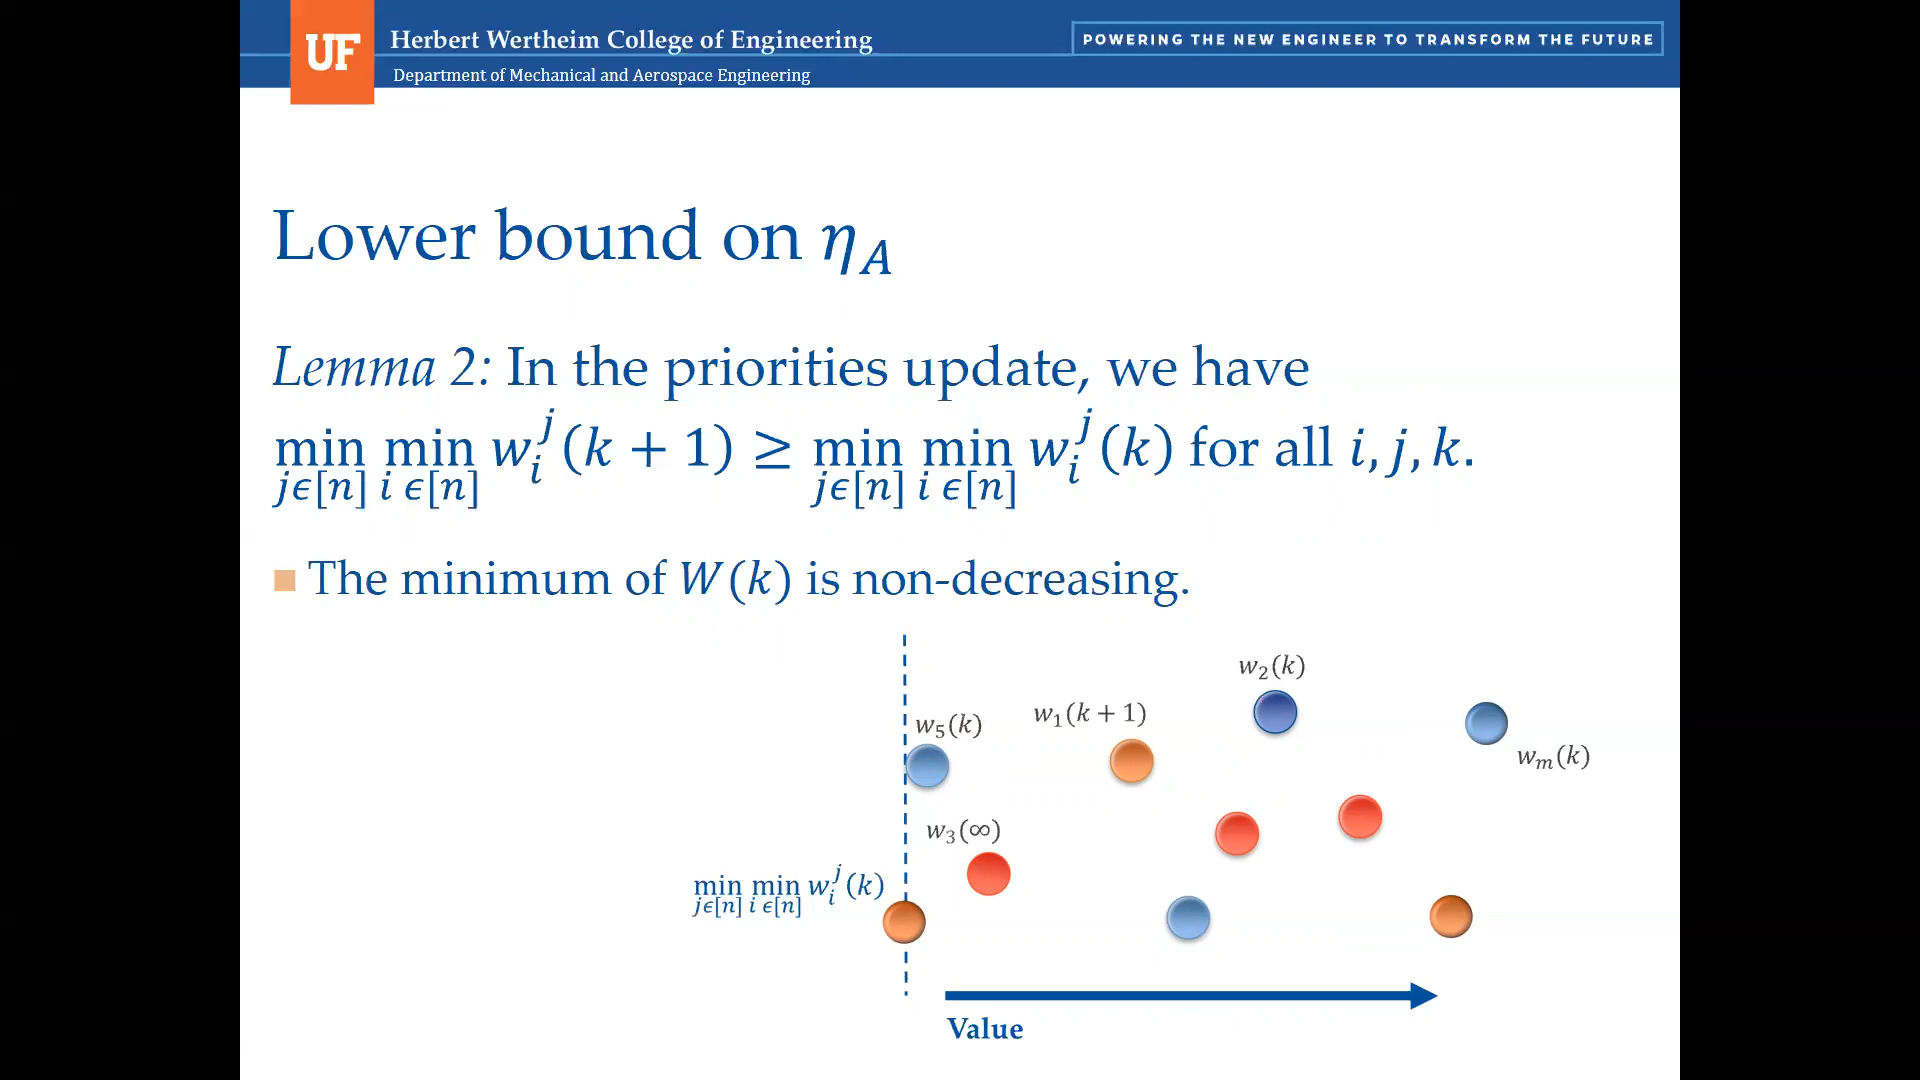 UF
Herbert Wertheim College of Engineering
POWERING THE NEW ENGINEER TO TRANSFORM THE FUTURE
Department of Mechanical and Aerospace Engineering
Lower bound on η_A
Lemma 2: In the priorities update, we have
min_{jϵ[n]} min_{i ϵ[n]} w_i^j(k + 1) ≥ min_{jϵ[n]} min_{i ϵ[n]} w_i^j(k) for all i, j, k.
The minimum of W(k) is non-decreasing.
w_2(k)
w_5(k)
w_1(k + 1)
w_m(k)
w_3(∞)
min_{jϵ[n]} min_{i ϵ[n]} w_i^j(k)
Value